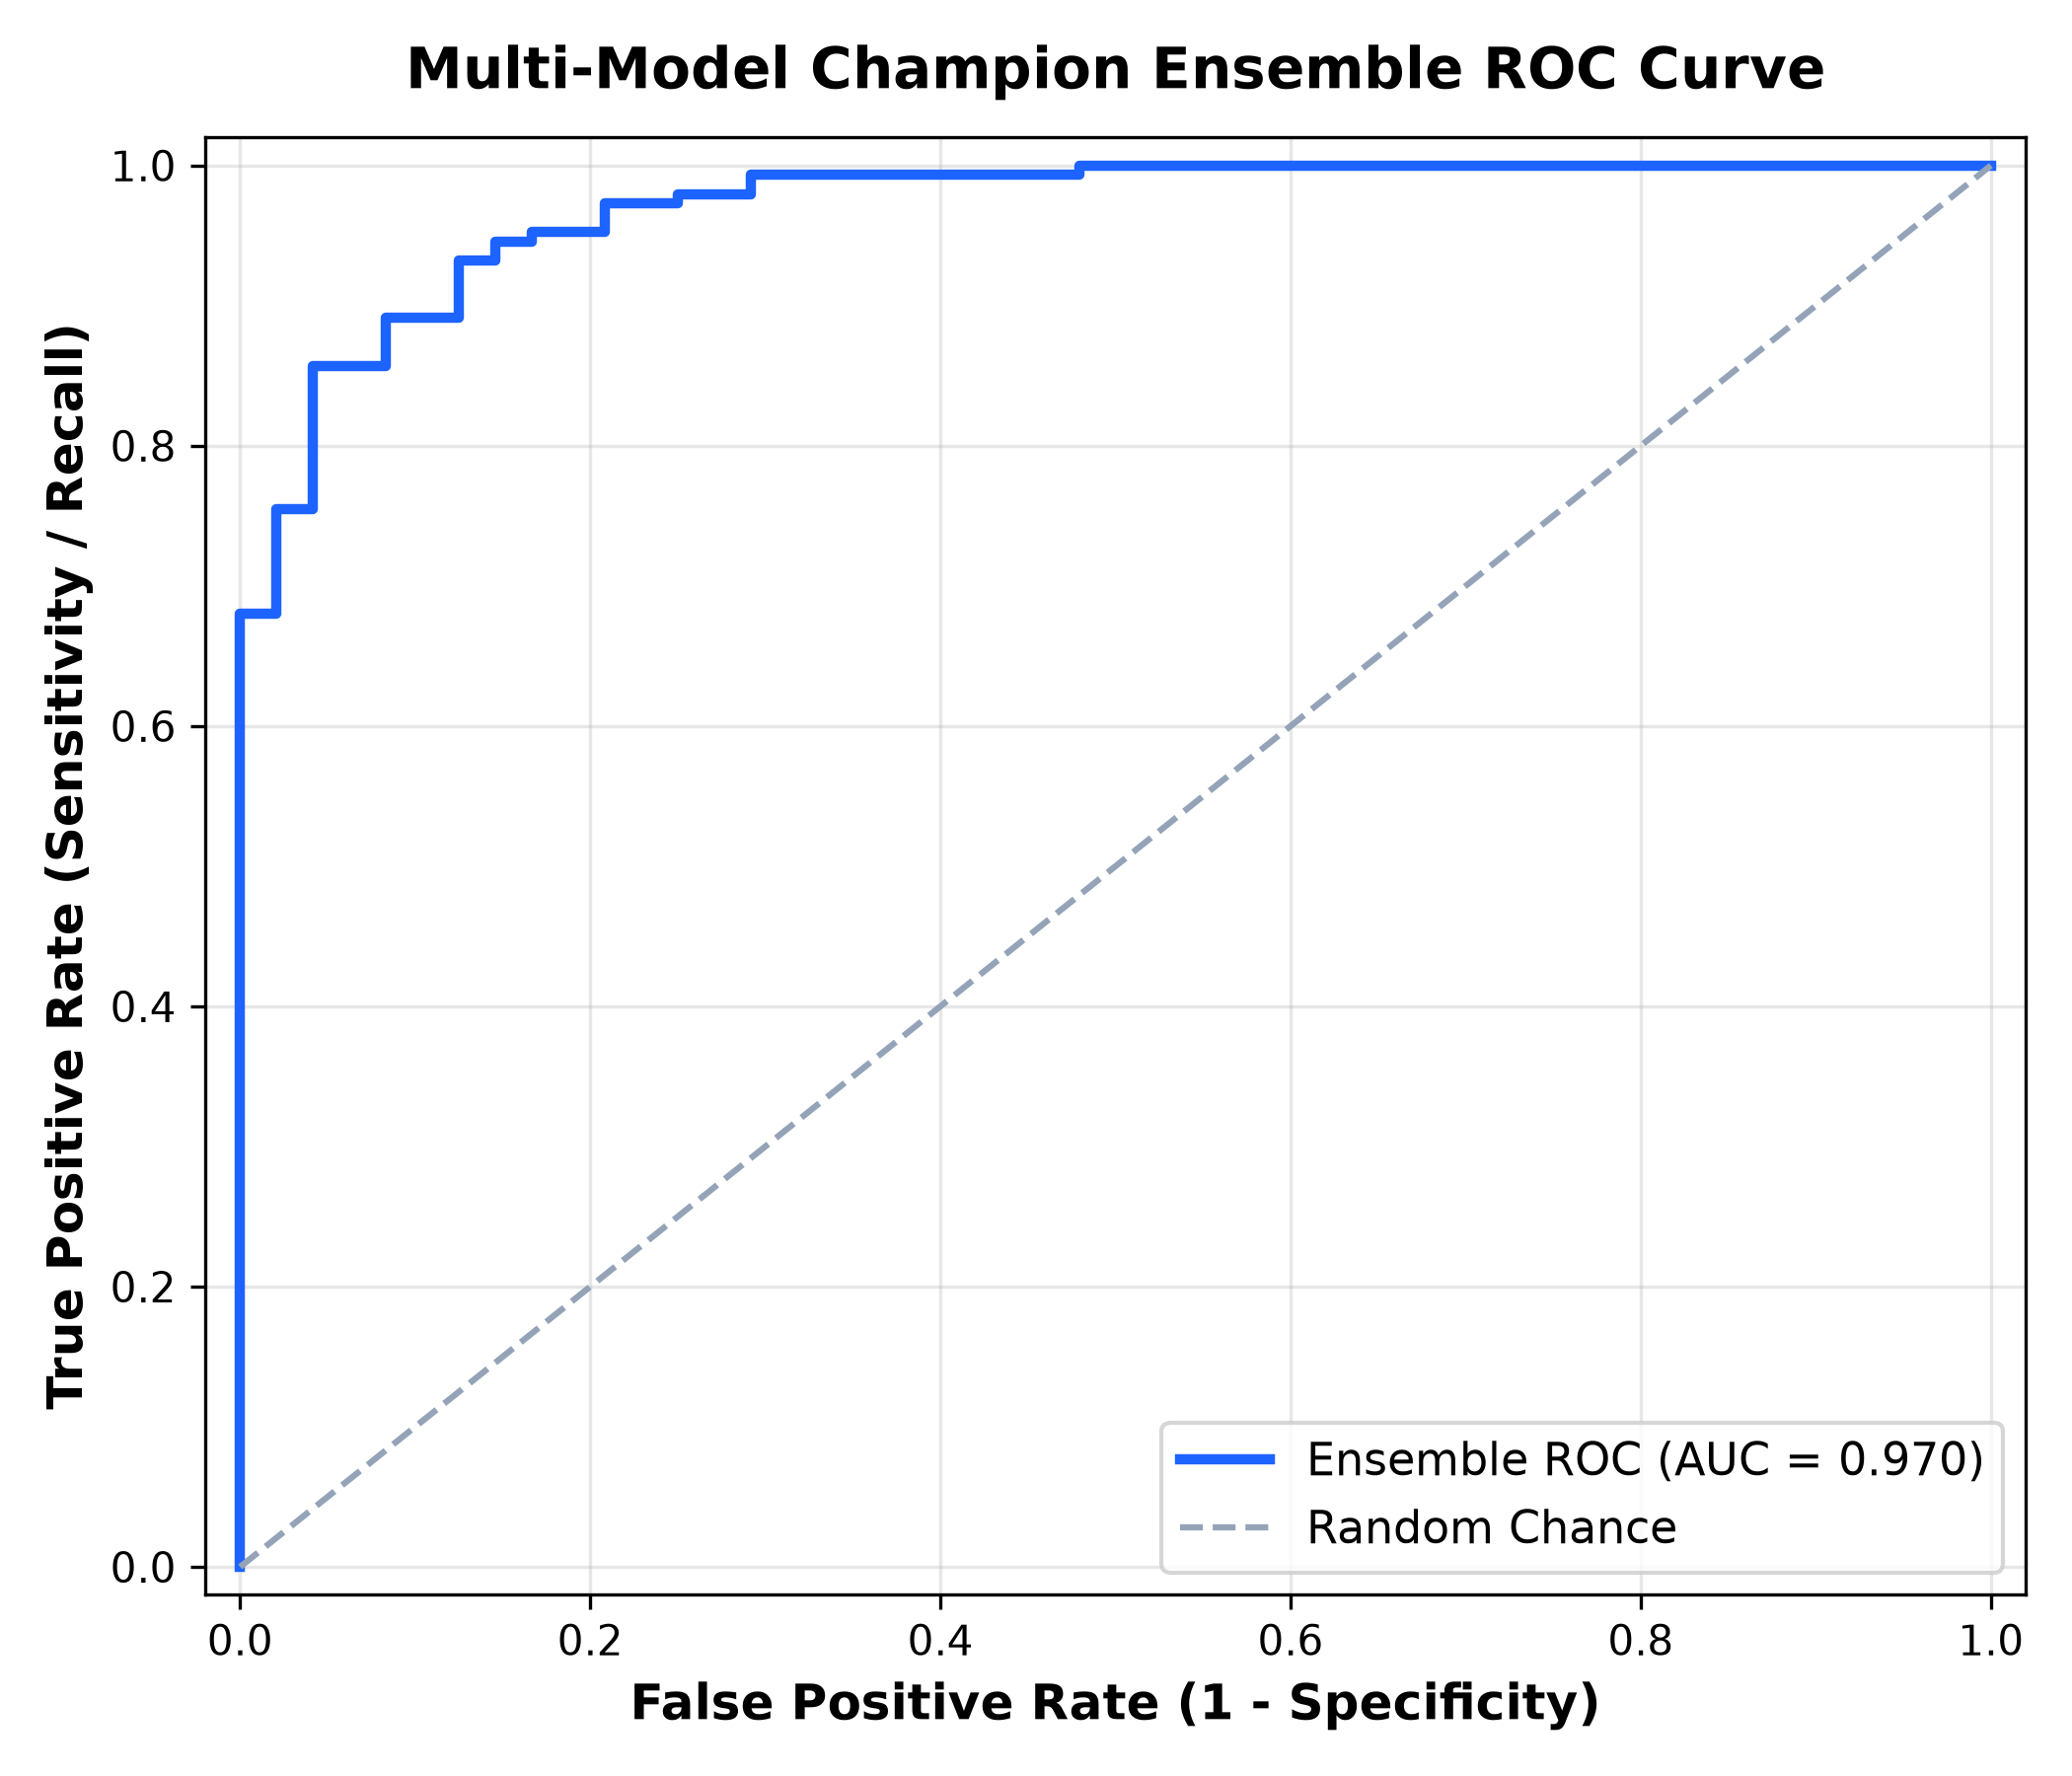 Multi-Model Champion Ensemble ROC Curve
True Positive Rate (Sensitivity / Recall)
1.0
0.8
0.6
0.4
0.2
0.0
Ensemble ROC (AUC = 0.970)
Random Chance
0.0 0.2 0.4 0.6 0.8 1.0
False Positive Rate (1 - Specificity)